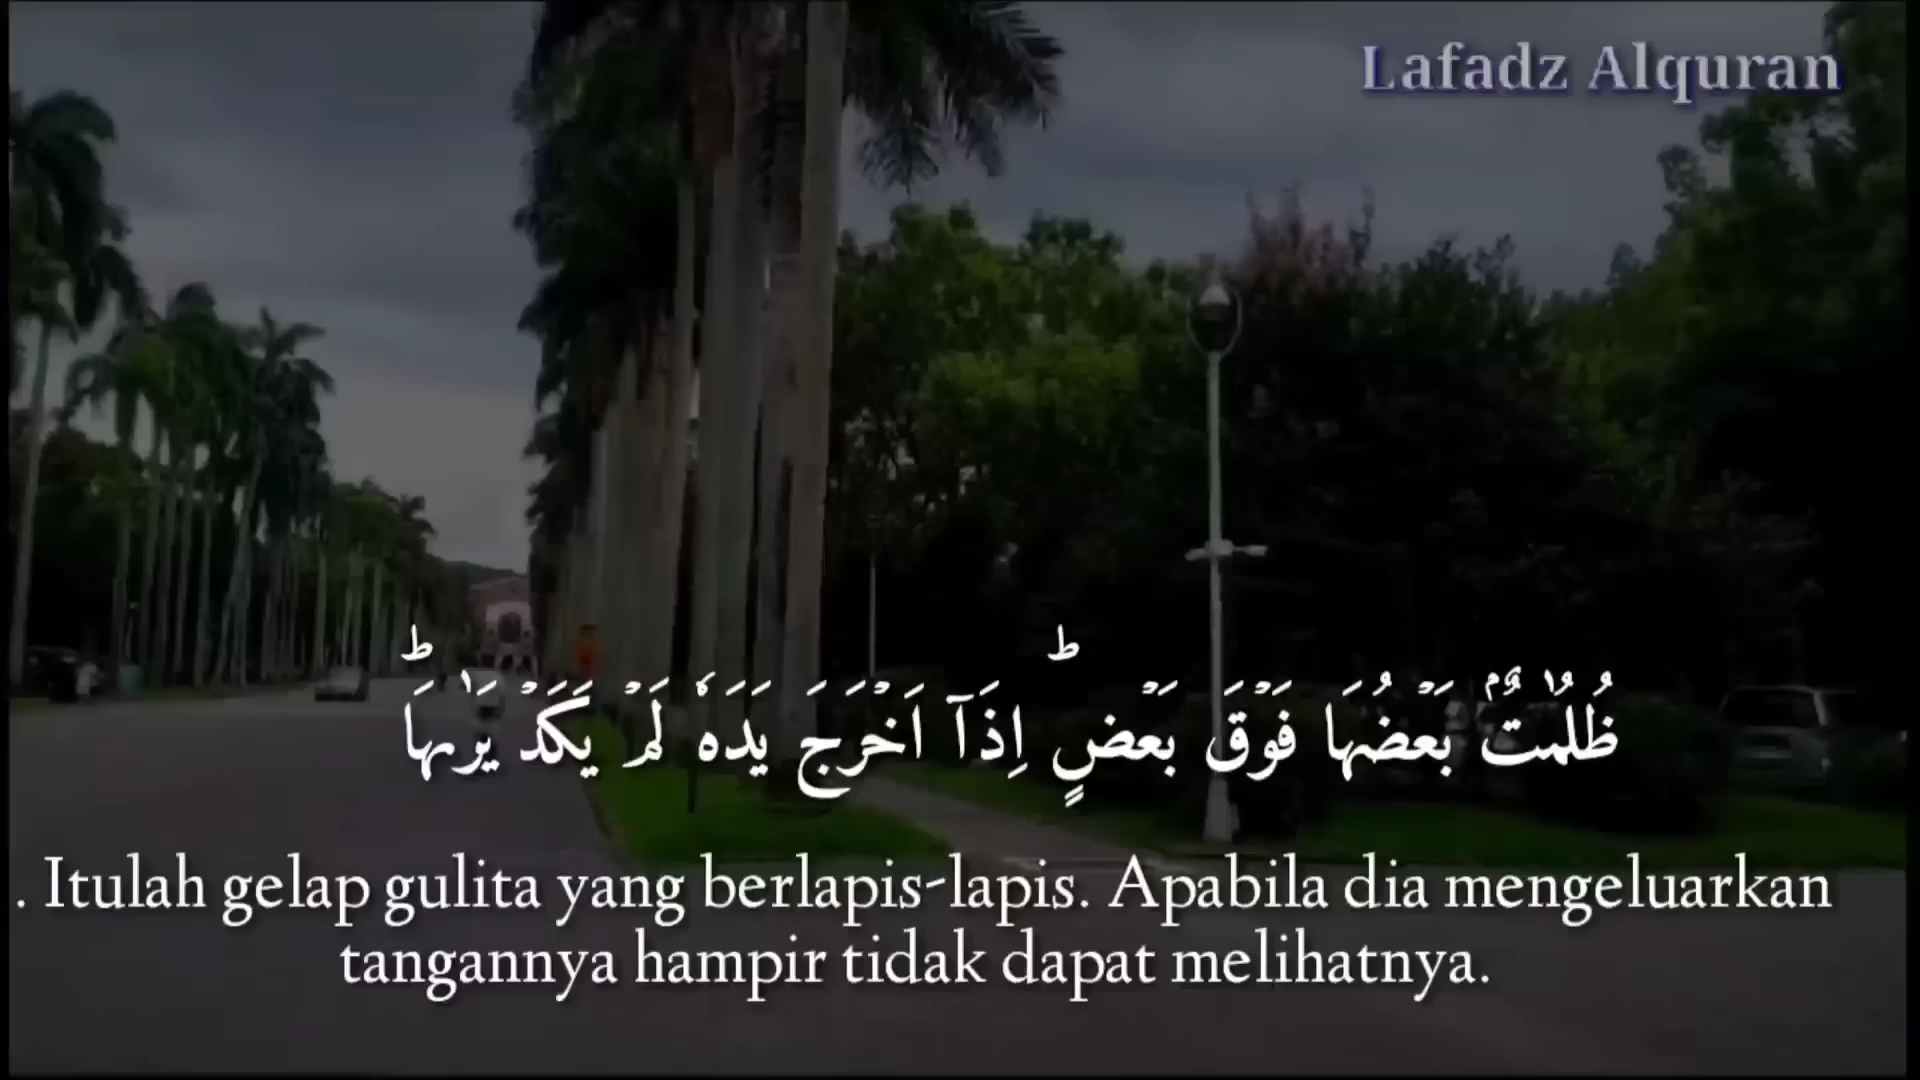 Lafadz Alquran
ظُلُمٰتٌۢ بَعْضُهَا فَوْقَ بَعْضٍۗ اِذَآ اَخْرَجَ يَدَهٗ لَمْ يَكَدْ يَرٰىهَاۗ
. Itulah gelap gulita yang berlapis-lapis. Apabila dia mengeluarkan
tangannya hampir tidak dapat melihatnya.